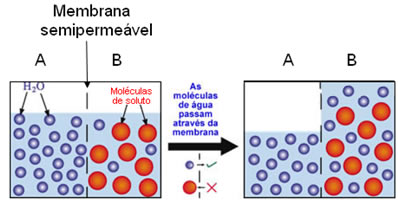 Membrana
semipermeável
A
B
H₂O
Moléculas
de soluto
As
moléculas
de água
passam
através da
membrana
A
B